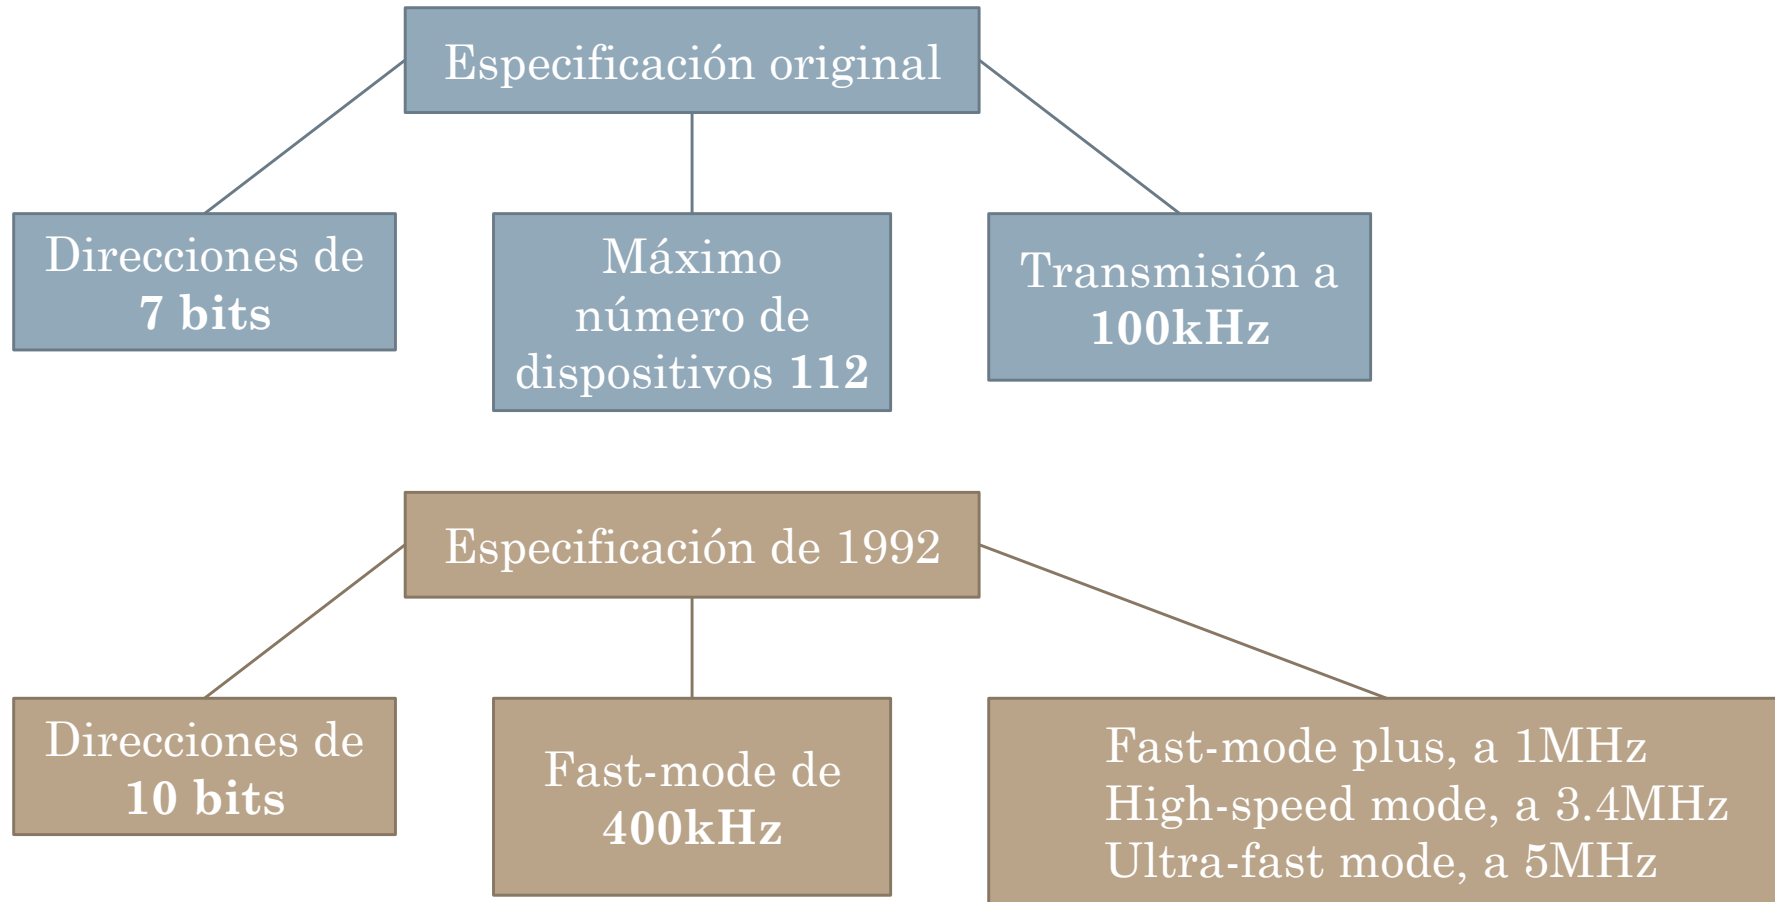 Especificación original
Direcciones de
7 bits
Máximo
número de
dispositivos 112
Transmisión a
100kHz
Especificación de 1992
Direcciones de
10 bits
Fast-mode de
400kHz
Fast-mode plus, a 1MHz
High-speed mode, a 3.4MHz
Ultra-fast mode, a 5MHz